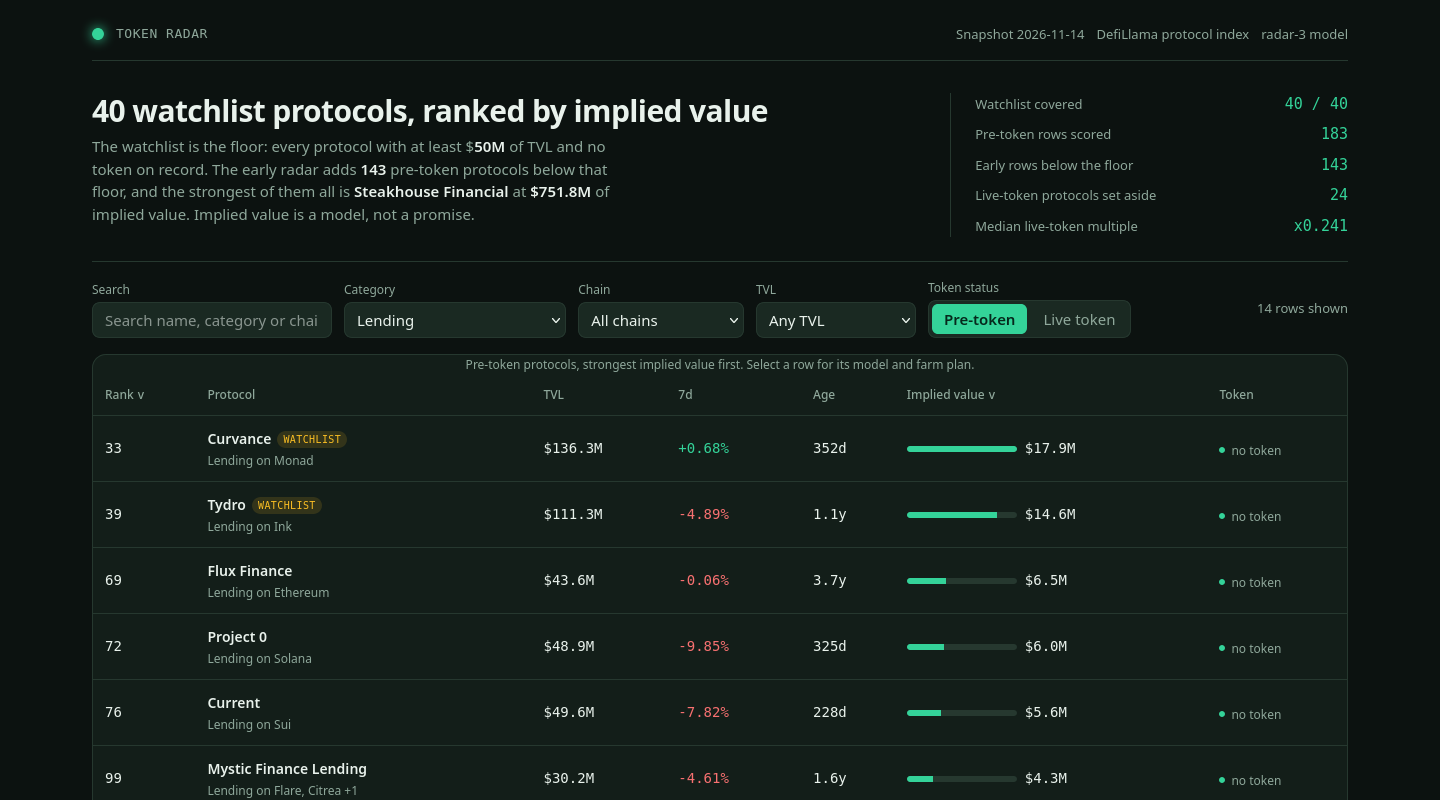 TOKEN RADAR
Snapshot 2026-11-14 DefiLlama protocol index radar-3 model
40 watchlist protocols, ranked by implied value
The watchlist is the floor: every protocol with at least $50M of TVL and no
token on record. The early radar adds 143 pre-token protocols below that
floor, and the strongest of them all is Steakhouse Financial at $751.8M of
implied value. Implied value is a model, not a promise.
Watchlist covered 40 / 40
Pre-token rows scored 183
Early rows below the floor 143
Live-token protocols set aside 24
Median live-token multiple x0.241
Search Category Chain TVL Token status
Search name, category or chai Lending All chains Any TVL Pre-token Live token 14 rows shown
Pre-token protocols, strongest implied value first. Select a row for its model and farm plan.
Rank v Protocol TVL 7d Age Implied value v Token
33 Curvance WATCHLIST $136.3M +0.68% 352d $17.9M no token
Lending on Monad
39 Tydro WATCHLIST $111.3M -4.89% 1.1y $14.6M no token
Lending on Ink
69 Flux Finance $43.6M -0.06% 3.7y $6.5M no token
Lending on Ethereum
72 Project 0 $48.9M -9.85% 325d $6.0M no token
Lending on Solana
76 Current $49.6M -7.82% 228d $5.6M no token
Lending on Sui
99 Mystic Finance Lending $30.2M -4.61% 1.6y $4.3M no token
Lending on Flare, Citrea +1